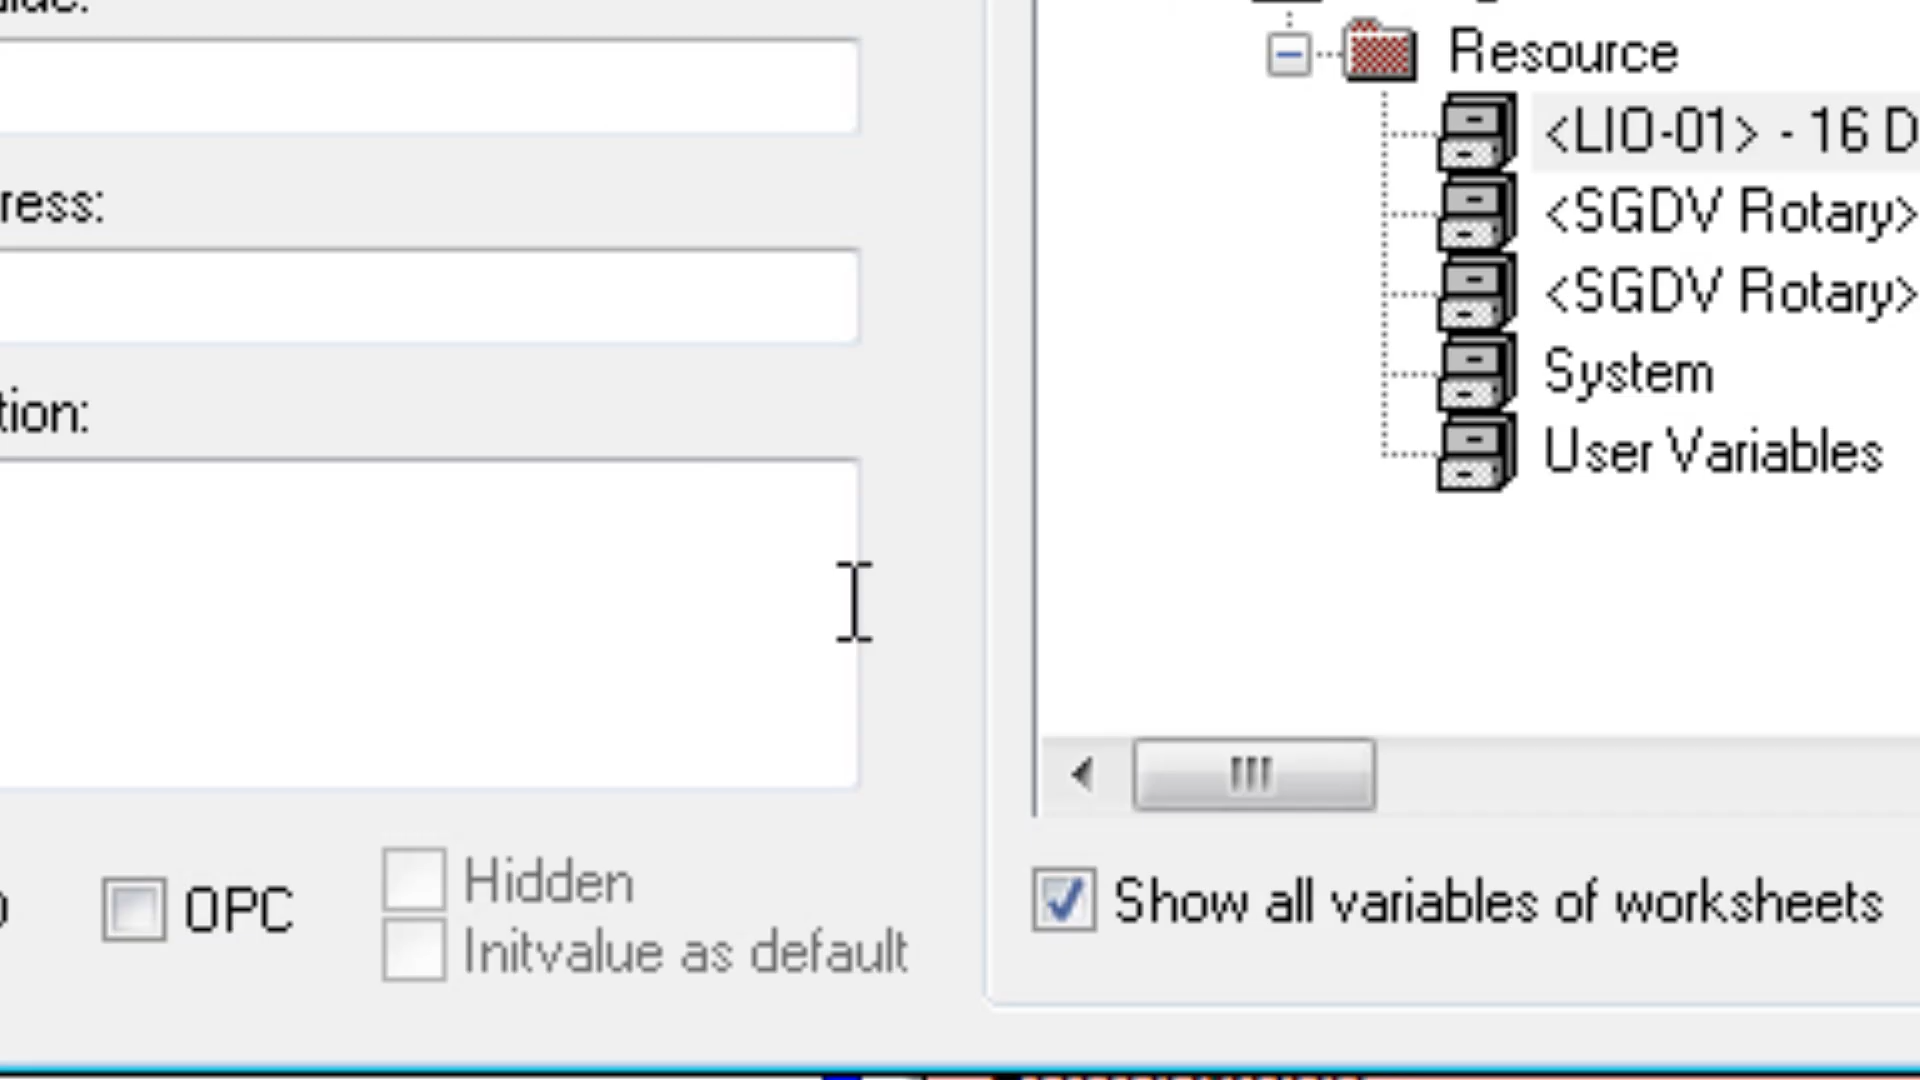 ress:
tion:
OPC
Hidden
Initvalue as default
Resource
<LIO-01> - 16 D
<SGDV Rotary>
<SGDV Rotary>
System
User Variables
Show all variables of worksheets